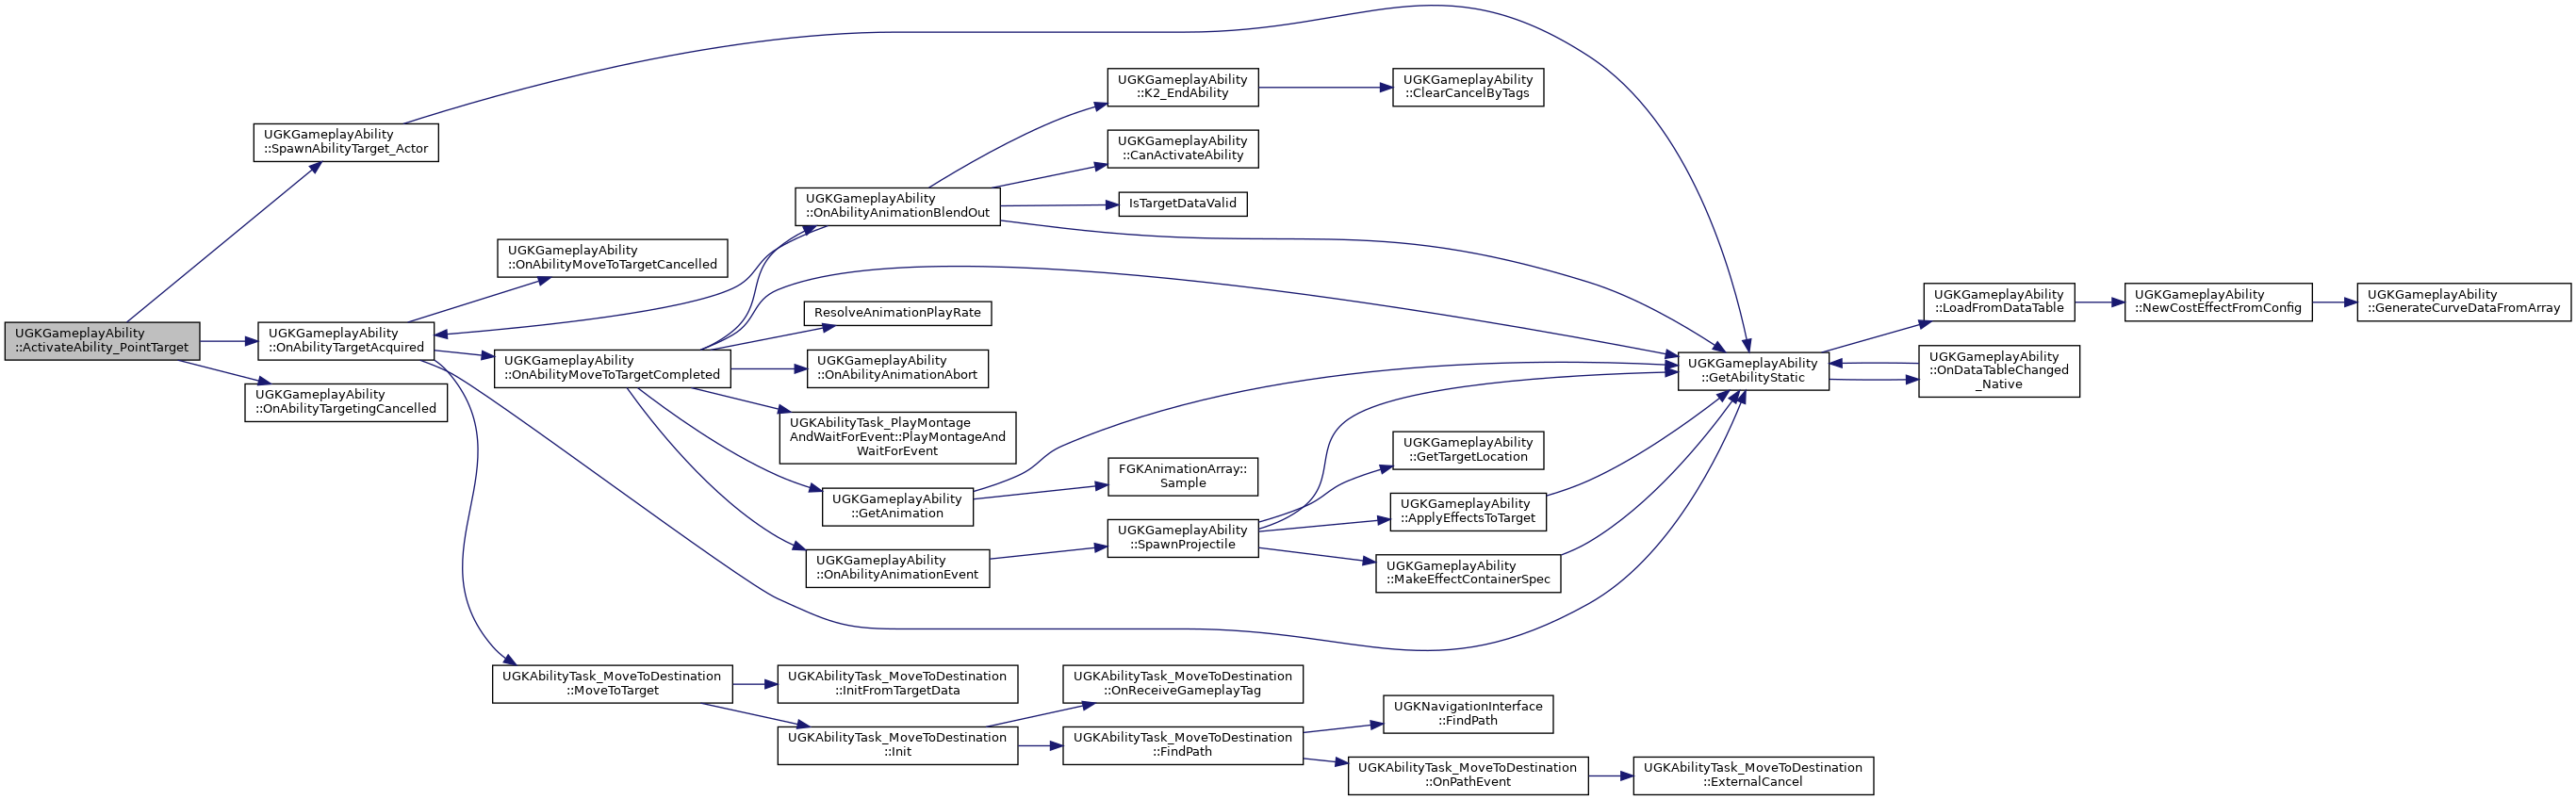 UGKGameplayAbility
::ActivateAbility_PointTarget
UGKGameplayAbility
::SpawnAbilityTarget_Actor
UGKGameplayAbility
::OnAbilityTargetAcquired
UGKGameplayAbility
::OnAbilityTargetingCancelled
UGKGameplayAbility
::OnAbilityMoveToTargetCancelled
UGKGameplayAbility
::OnAbilityMoveToTargetCompleted
UGKAbilityTask_MoveToDestination
::MoveToTarget
UGKGameplayAbility
::OnAbilityAnimationBlendOut
ResolveAnimationPlayRate
UGKGameplayAbility
::OnAbilityAnimationAbort
UGKAbilityTask_PlayMontage
AndWaitForEvent::PlayMontageAnd
WaitForEvent
UGKGameplayAbility
::GetAnimation
UGKGameplayAbility
::OnAbilityAnimationEvent
UGKAbilityTask_MoveToDestination
::InitFromTargetData
UGKAbilityTask_MoveToDestination
::Init
UGKGameplayAbility
::K2_EndAbility
UGKGameplayAbility
::CanActivateAbility
IsTargetDataValid
FGKAnimationArray::
Sample
UGKGameplayAbility
::SpawnProjectile
UGKAbilityTask_MoveToDestination
::OnReceiveGameplayTag
UGKAbilityTask_MoveToDestination
::FindPath
UGKGameplayAbility
::ClearCancelByTags
UGKGameplayAbility
::GetTargetLocation
UGKGameplayAbility
::ApplyEffectsToTarget
UGKGameplayAbility
::MakeEffectContainerSpec
UGKNavigationInterface
::FindPath
UGKAbilityTask_MoveToDestination
::OnPathEvent
UGKAbilityTask_MoveToDestination
::ExternalCancel
UGKGameplayAbility
::GetAbilityStatic
UGKGameplayAbility
::LoadFromDataTable
UGKGameplayAbility
::OnDataTableChanged
_Native
UGKGameplayAbility
::NewCostEffectFromConfig
UGKGameplayAbility
::GenerateCurveDataFromArray